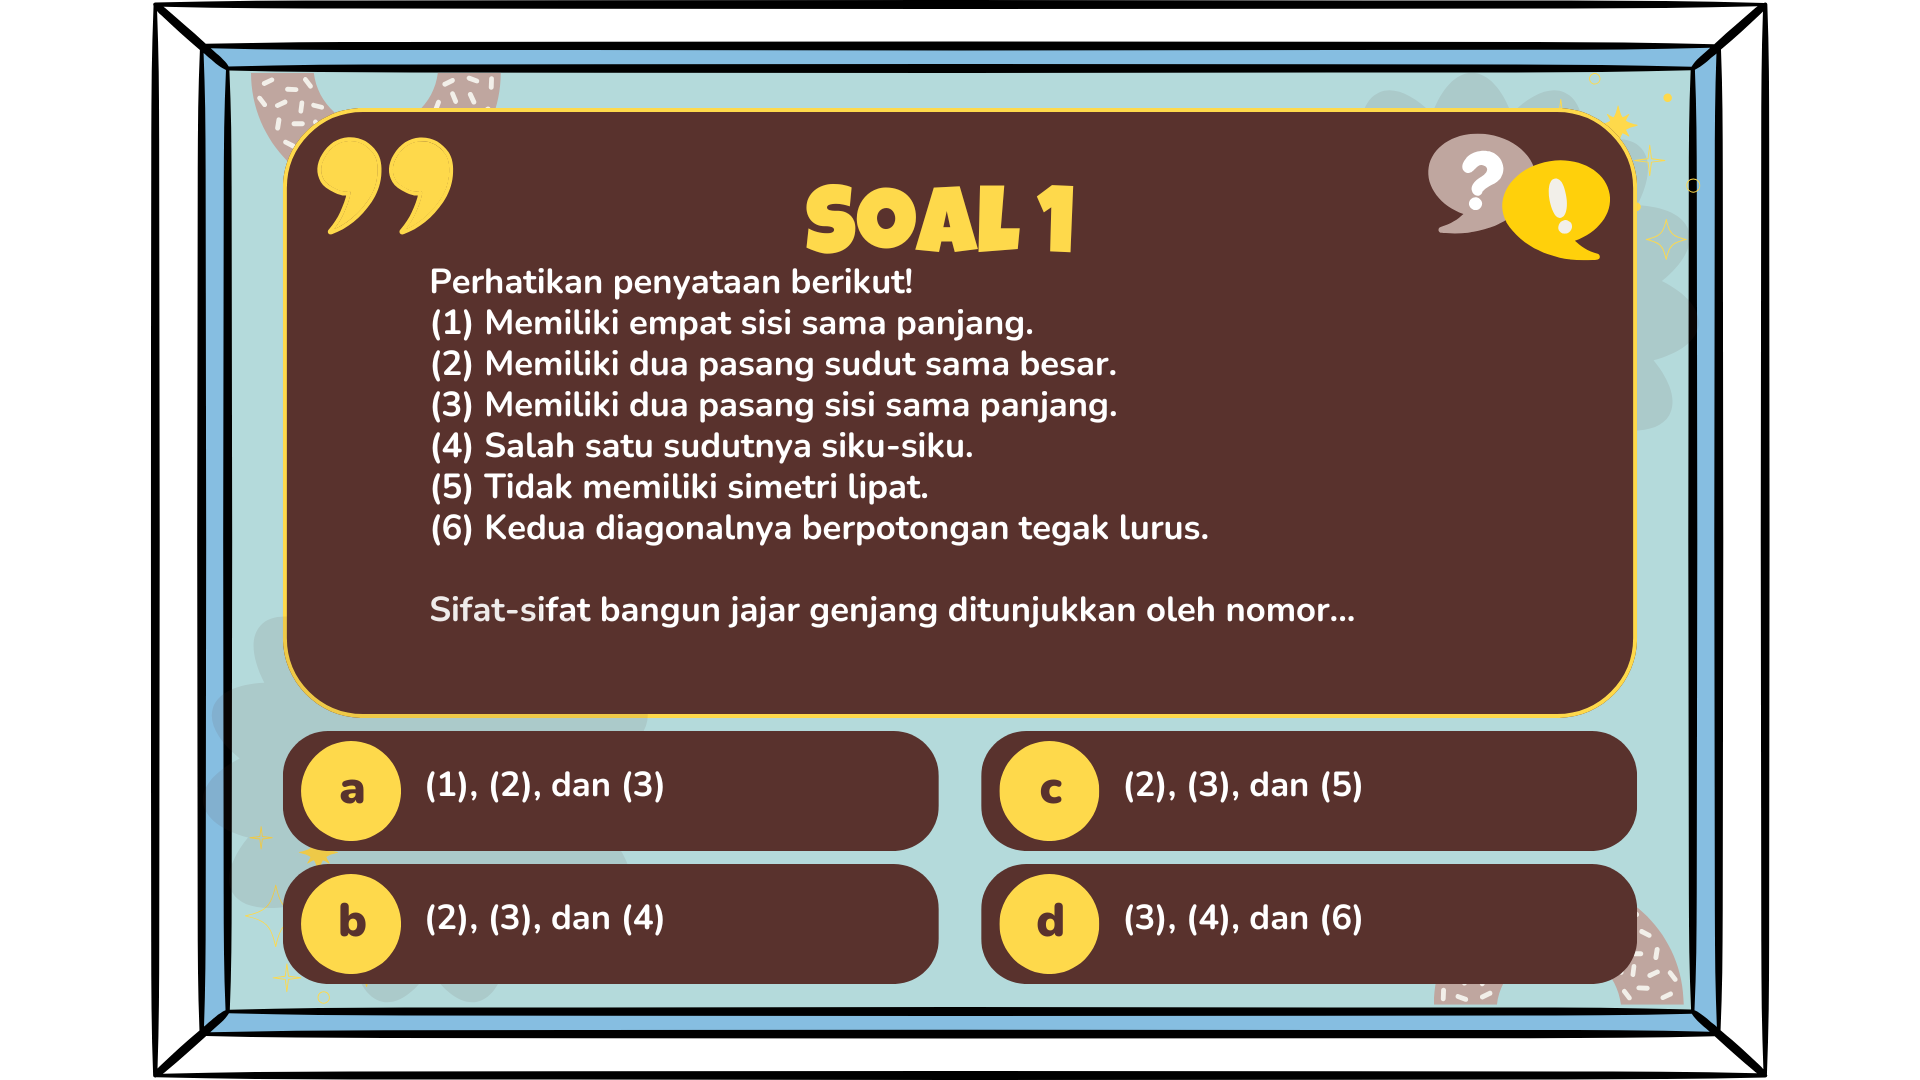 SOAL 1
Perhatikan penyataan berikut!
(1) Memiliki empat sisi sama panjang.
(2) Memiliki dua pasang sudut sama besar.
(3) Memiliki dua pasang sisi sama panjang.
(4) Salah satu sudutnya siku-siku.
(5) Tidak memiliki simetri lipat.
(6) Kedua diagonalnya berpotongan tegak lurus.
Sifat-sifat bangun jajar genjang ditunjukkan oleh nomor...
a (1), (2), dan (3)
b (2), (3), dan (4)
c (2), (3), dan (5)
d (3), (4), dan (6)